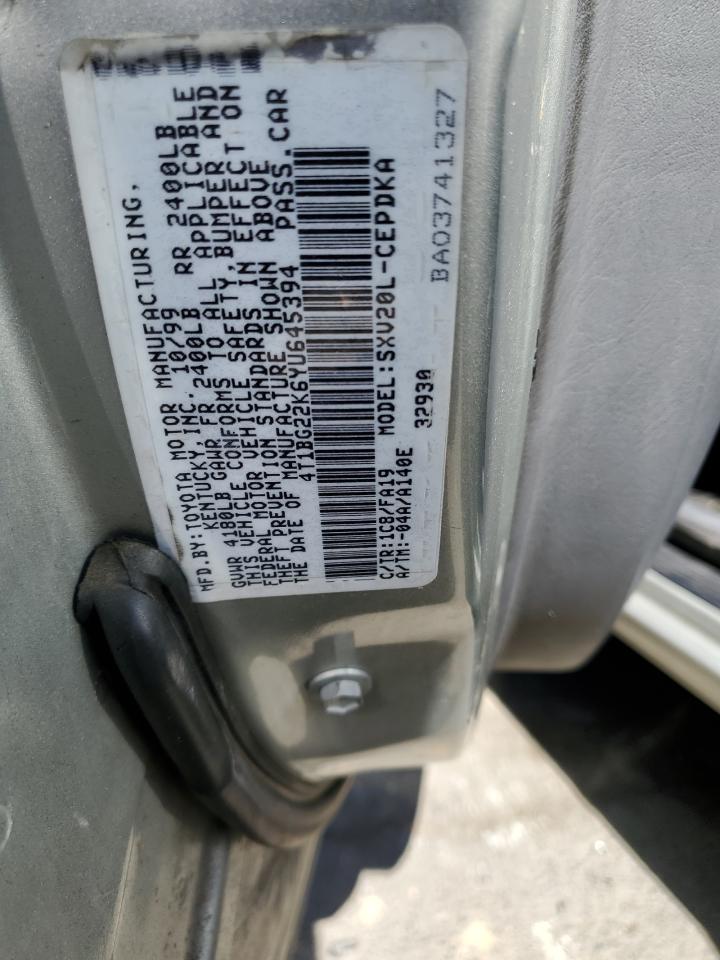 MFD.BY:TOYOTA MOTOR MANUFACTURING,
KENTUCKY,INC. 10/99
GVWR 4180LB GAWR FR 2400LB RR 2400LB
THIS VEHICLE CONFORMS TO ALL APPLICABLE
FEDERAL MOTOR VEHICLE SAFETY,BUMPER AND
THEFT PREVENTION STANDARDS IN EFFECT ON
THE DATE OF MANUFACTURE SHOWN ABOVE.
4T1BG22K6YU645394 PASS.CAR
C/TR:1C8/FA19 MODEL:SXV20L-CEPDKA
A/TM:-04A/A140E
32930
BA03741327